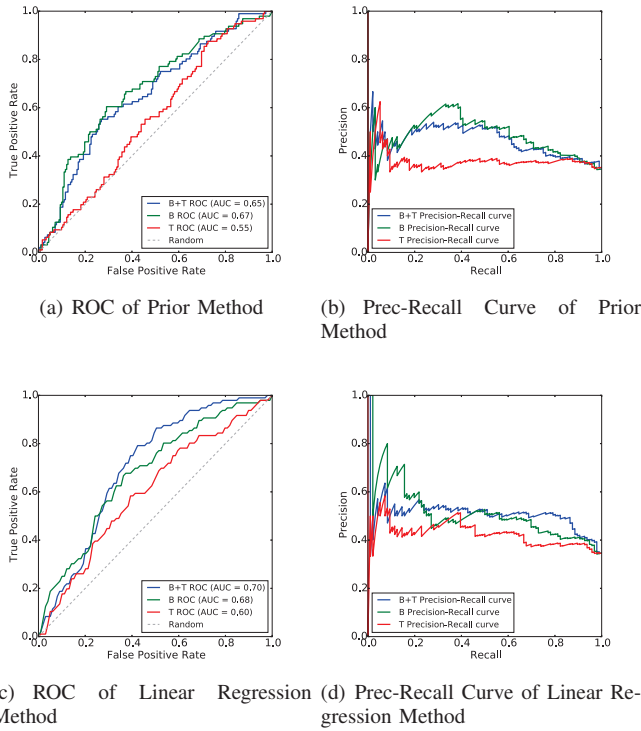 1.0
0.8
0.6
0.4
0.2
0.0
True Positive Rate
0.0 0.2 0.4 0.6 0.8 1.0
False Positive Rate
B+T ROC (AUC = 0.65)
B ROC (AUC = 0.67)
T ROC (AUC = 0.55)
Random
(a) ROC of Prior Method
1.0
0.8
0.6
0.4
0.2
0.0
Precision
0.0 0.2 0.4 0.6 0.8 1.0
Recall
B+T Precision-Recall curve
B Precision-Recall curve
T Precision-Recall curve
(b) Prec-Recall Curve of Prior
Method
1.0
0.8
0.6
0.4
0.2
0.0
True Positive Rate
0.0 0.2 0.4 0.6 0.8 1.0
False Positive Rate
B+T ROC (AUC = 0.70)
B ROC (AUC = 0.68)
T ROC (AUC = 0.60)
Random
c) ROC of Linear Regression
Method
1.0
0.8
0.6
0.4
0.2
0.0
Precision
0.0 0.2 0.4 0.6 0.8 1.0
Recall
B+T Precision-Recall curve
B Precision-Recall curve
T Precision-Recall curve
(d) Prec-Recall Curve of Linear Re-
gression Method